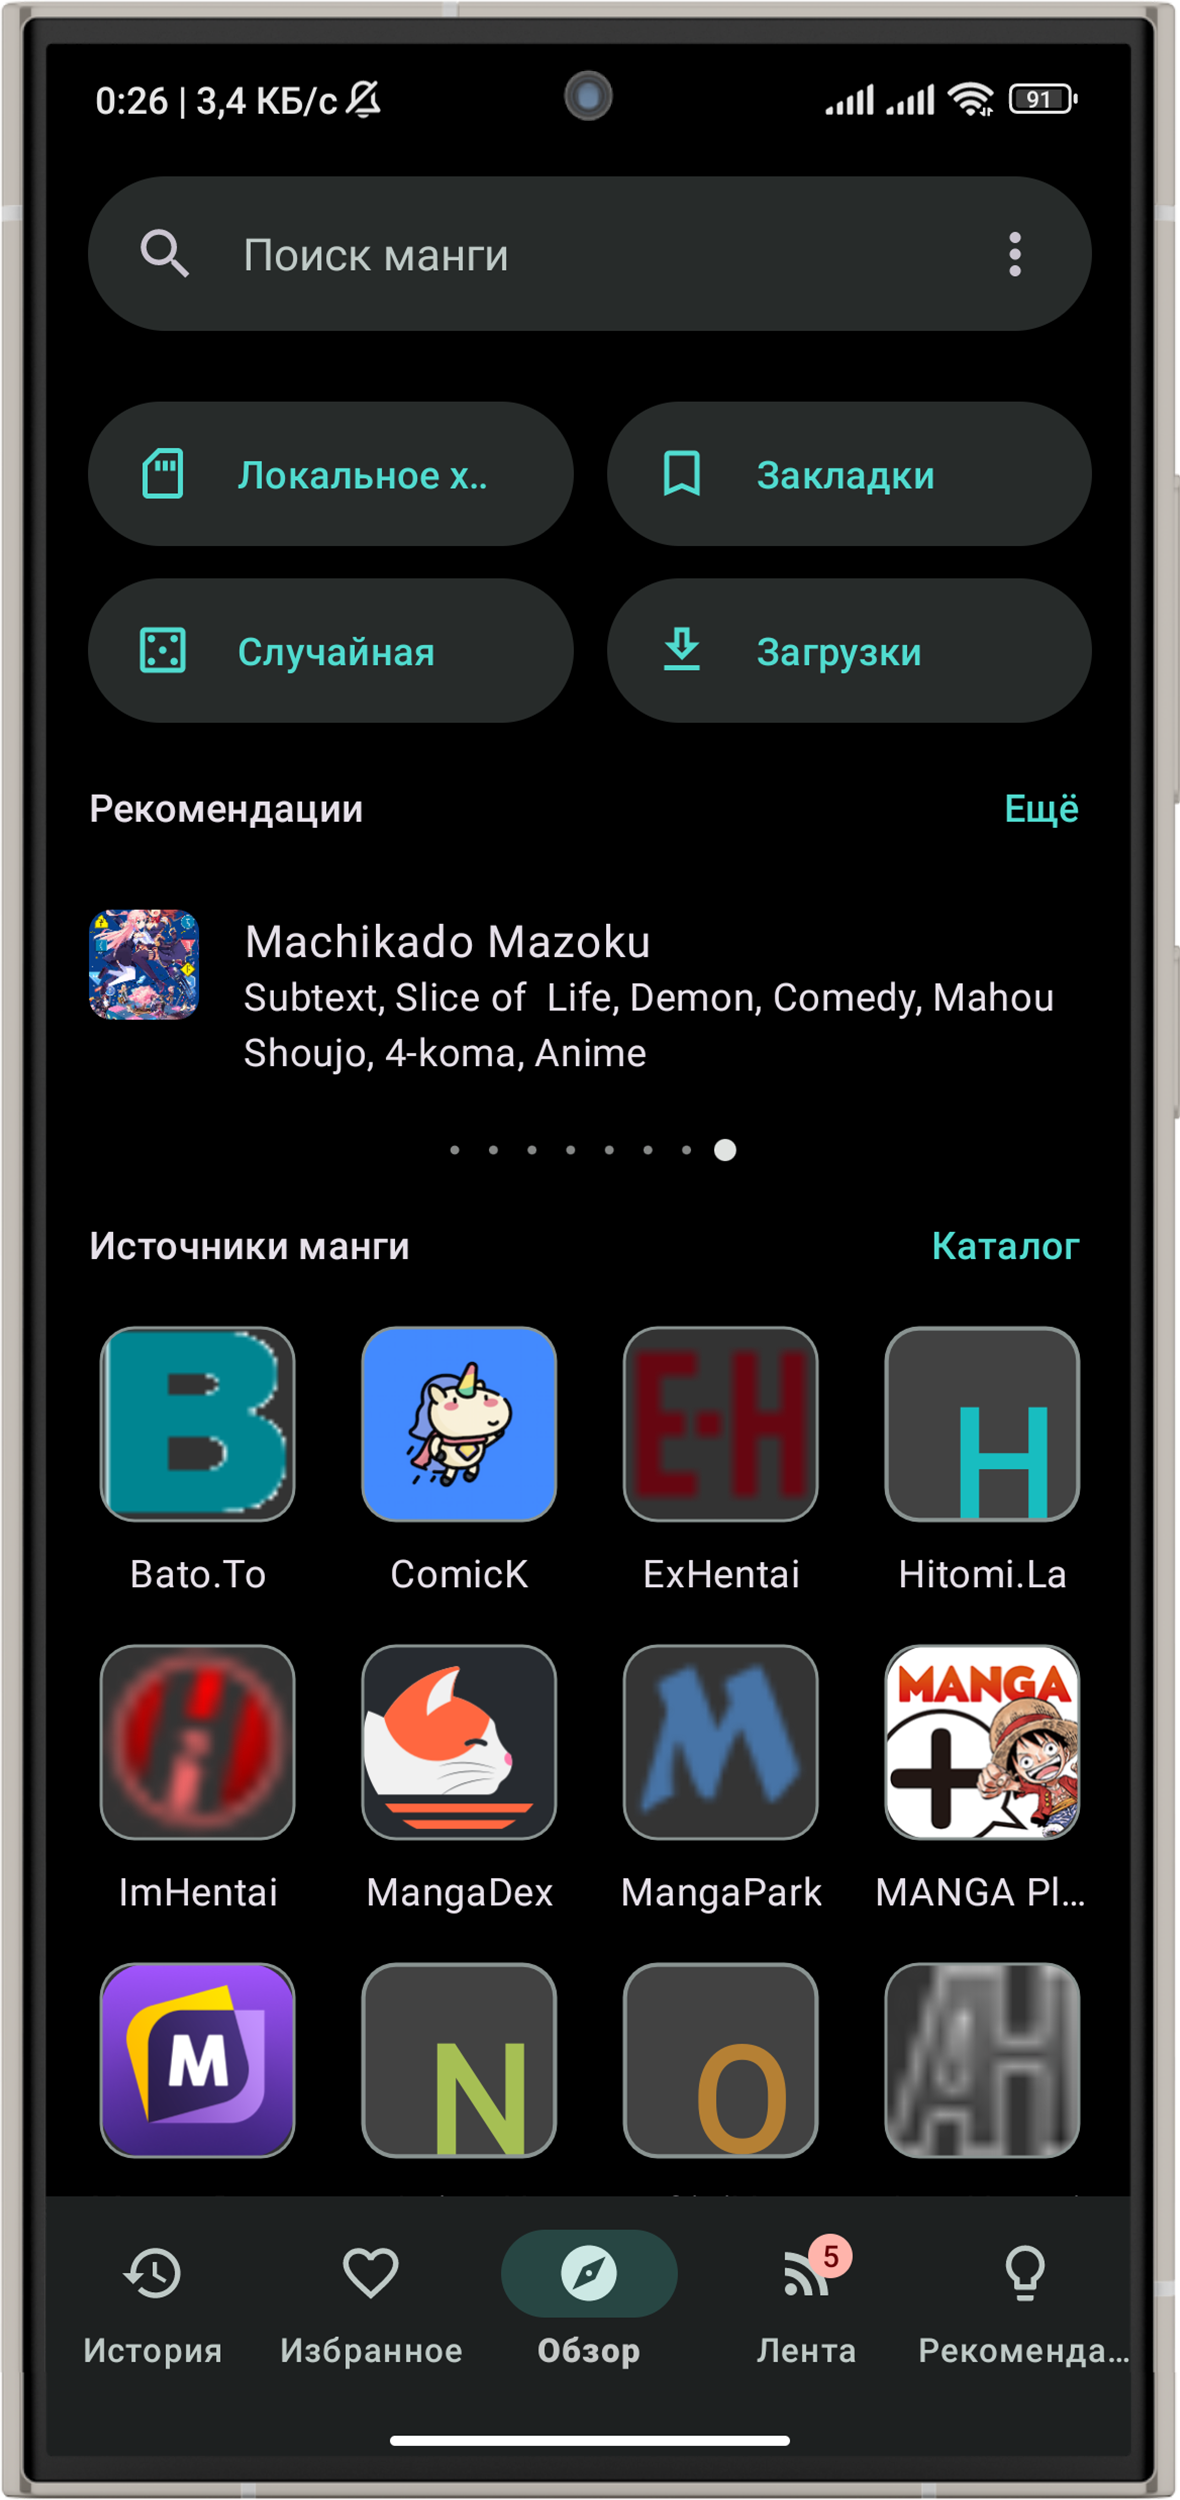 0:26 | 3,4 КБ/с
91
Поиск манги
Локальное х..
Закладки
Случайная
Загрузки
Рекомендации
Ещё
Machikado Mazoku
Subtext, Slice of  Life, Demon, Comedy, Mahou
Shoujo, 4-koma, Anime
Источники манги
Каталог
B
E-H
H
Bato.To
ComicK
ExHentai
Hitomi.La
M
MANGA
ImHentai
MangaDex
MangaPark
MANGA Pl...
M
N
O
AH
5
История
Избранное
Обзор
Лента
Рекоменда...